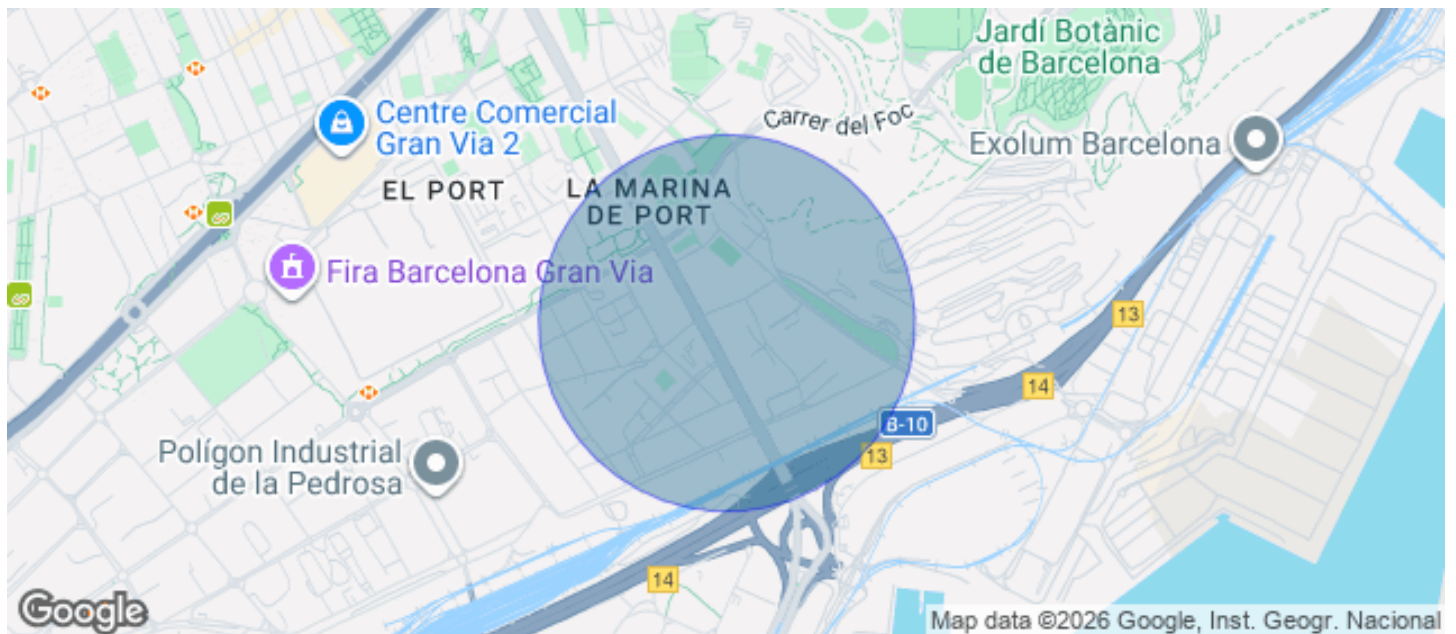 Jardí Botànic
de Barcelona
Carrer del Foc
Centre Comercial
Gran Via 2
Exolum Barcelona
EL PORT
LA MARINA
DE PORT
Fira Barcelona Gran Via
13
14
B-10
13
Polígon Industrial
de la Pedrosa
14
Google
Map data ©2026 Google, Inst. Geogr. Nacional